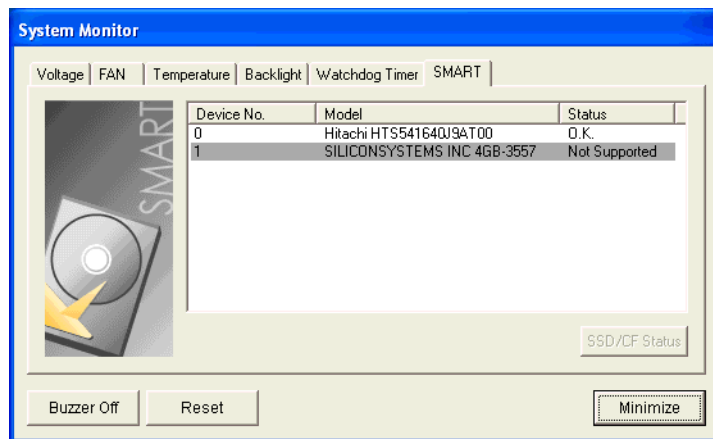 System Monitor
Voltage FAN Temperature Backlight Watchdog Timer SMART
SMART
Device No. Model Status
0 Hitachi HTS541640J9AT00 O.K.
1 SILICONSYSTEMS INC 4GB-3557 Not Supported
SSD/CF Status
Buzzer Off Reset Minimize